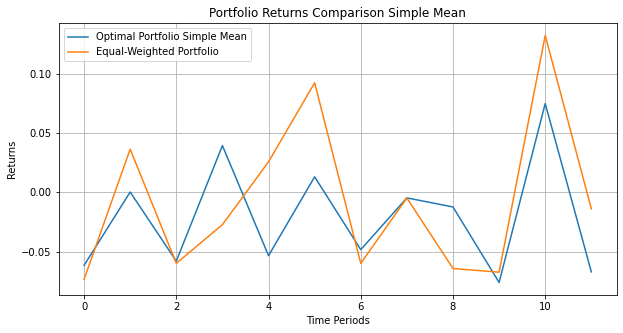 Portfolio Returns Comparison Simple Mean
Optimal Portfolio Simple Mean
Equal-Weighted Portfolio
Returns
0.10
0.05
0.00
−0.05
0 2 4 6 8 10
Time Periods